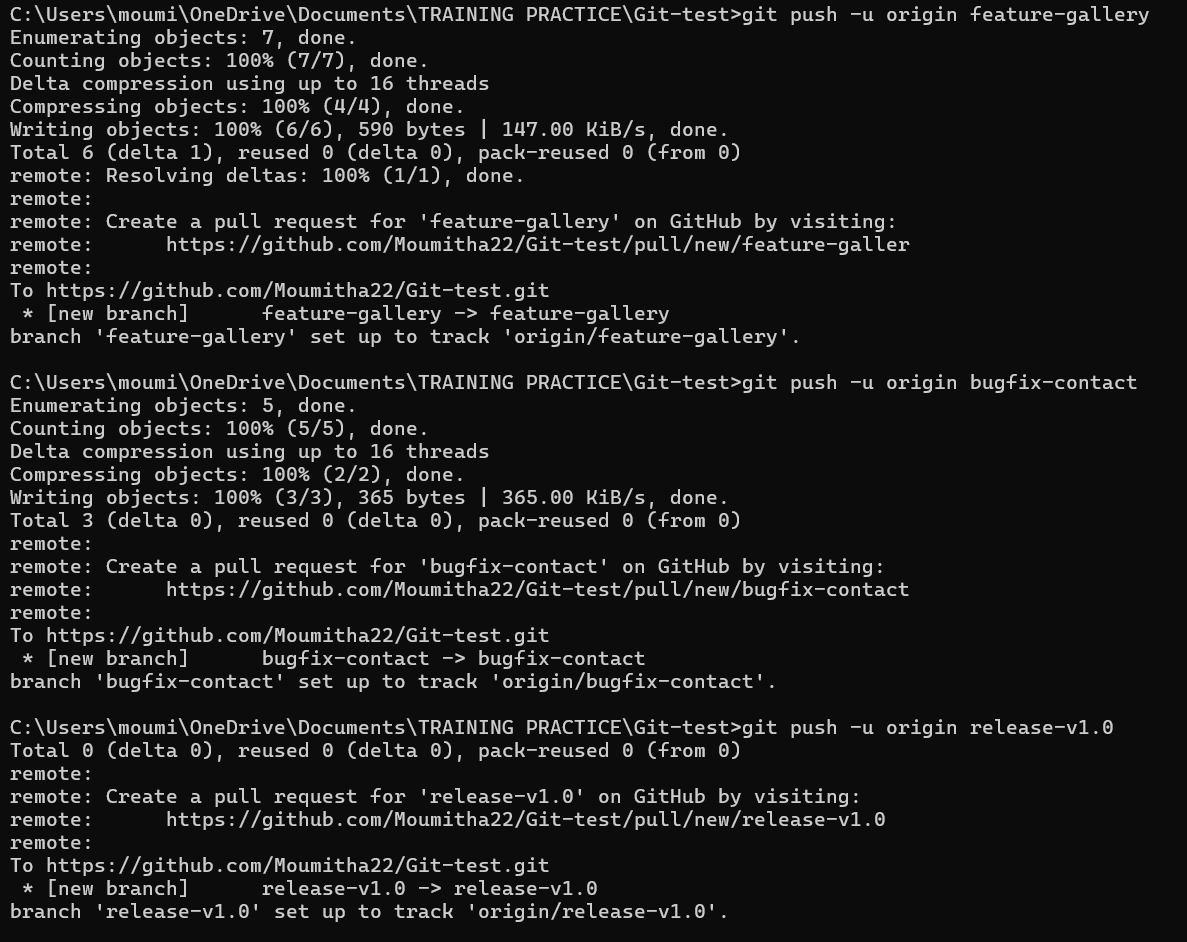 C:\Users\moumi\OneDrive\Documents\TRAINING PRACTICE\Git-test>git push -u origin feature-gallery
Enumerating objects: 7, done.
Counting objects: 100% (7/7), done.
Delta compression using up to 16 threads
Compressing objects: 100% (4/4), done.
Writing objects: 100% (6/6), 590 bytes | 147.00 KiB/s, done.
Total 6 (delta 1), reused 0 (delta 0), pack-reused 0 (from 0)
remote: Resolving deltas: 100% (1/1), done.
remote:
remote: Create a pull request for 'feature-gallery' on GitHub by visiting:
remote:      https://github.com/Moumitha22/Git-test/pull/new/feature-galler
remote:
To https://github.com/Moumitha22/Git-test.git
 * [new branch]      feature-gallery -> feature-gallery
branch 'feature-gallery' set up to track 'origin/feature-gallery'.

C:\Users\moumi\OneDrive\Documents\TRAINING PRACTICE\Git-test>git push -u origin bugfix-contact
Enumerating objects: 5, done.
Counting objects: 100% (5/5), done.
Delta compression using up to 16 threads
Compressing objects: 100% (2/2), done.
Writing objects: 100% (3/3), 365 bytes | 365.00 KiB/s, done.
Total 3 (delta 0), reused 0 (delta 0), pack-reused 0 (from 0)
remote:
remote: Create a pull request for 'bugfix-contact' on GitHub by visiting:
remote:      https://github.com/Moumitha22/Git-test/pull/new/bugfix-contact
remote:
To https://github.com/Moumitha22/Git-test.git
 * [new branch]      bugfix-contact -> bugfix-contact
branch 'bugfix-contact' set up to track 'origin/bugfix-contact'.

C:\Users\moumi\OneDrive\Documents\TRAINING PRACTICE\Git-test>git push -u origin release-v1.0
Total 0 (delta 0), reused 0 (delta 0), pack-reused 0 (from 0)
remote:
remote: Create a pull request for 'release-v1.0' on GitHub by visiting:
remote:      https://github.com/Moumitha22/Git-test/pull/new/release-v1.0
remote:
To https://github.com/Moumitha22/Git-test.git
 * [new branch]      release-v1.0 -> release-v1.0
branch 'release-v1.0' set up to track 'origin/release-v1.0'.